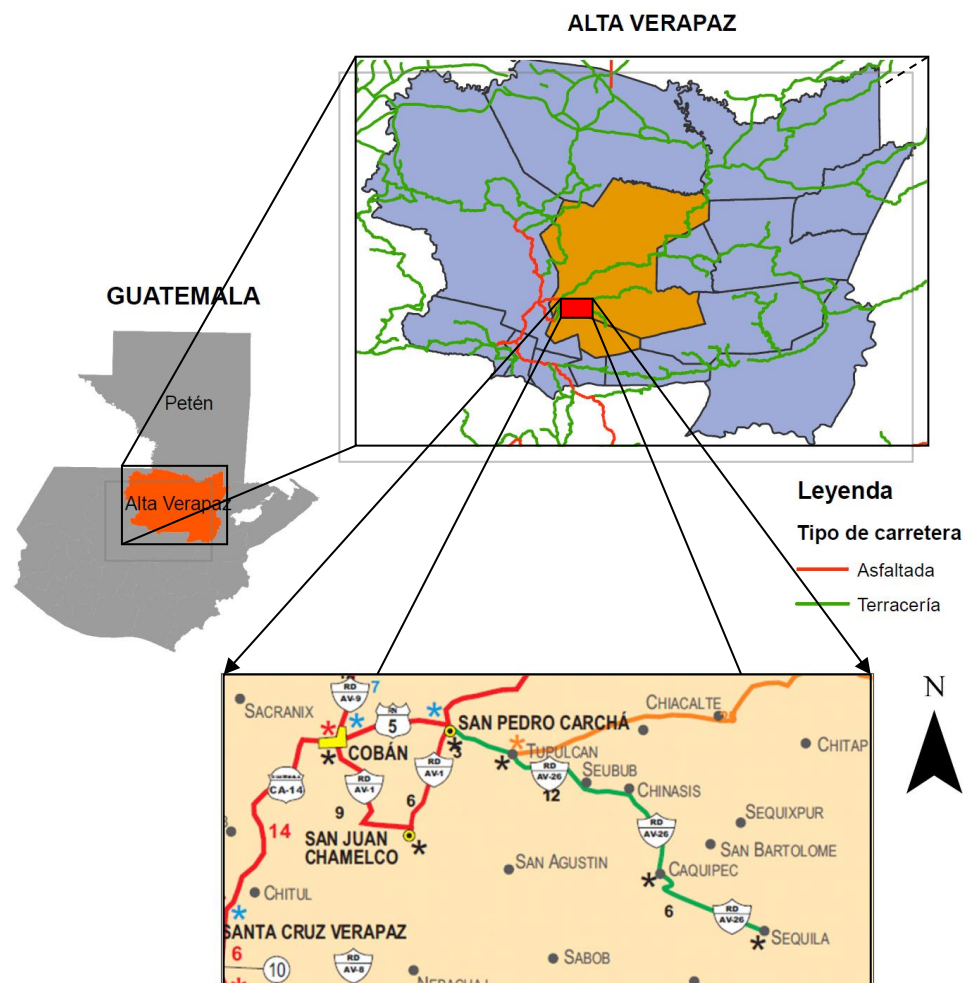 ALTA VERAPAZ
GUATEMALA
Petén
Alta Verapaz
Leyenda
Tipo de carretera
Asfaltada
Terracería
N
RD
AV-9
7
SACRANIX
RN
5
SAN PEDRO CARCHÁ
CHIACALTE
COBÁN
3
TUPULCAN
CHITAP
CA-14
RD
AV-1
RD
AV-1
RD
AV-26
SEUBUB
12
CHINASIS
9
6
SEQUIXPUR
14
SAN JUAN
CHAMELCO
RD
AV-26
SAN BARTOLOME
SAN AGUSTIN
CAQUIPEC
CHITUL
6
RD
AV-26
SANTA CRUZ VERAPAZ
SEQUILA
6
10
RD
AV-8
SABOB